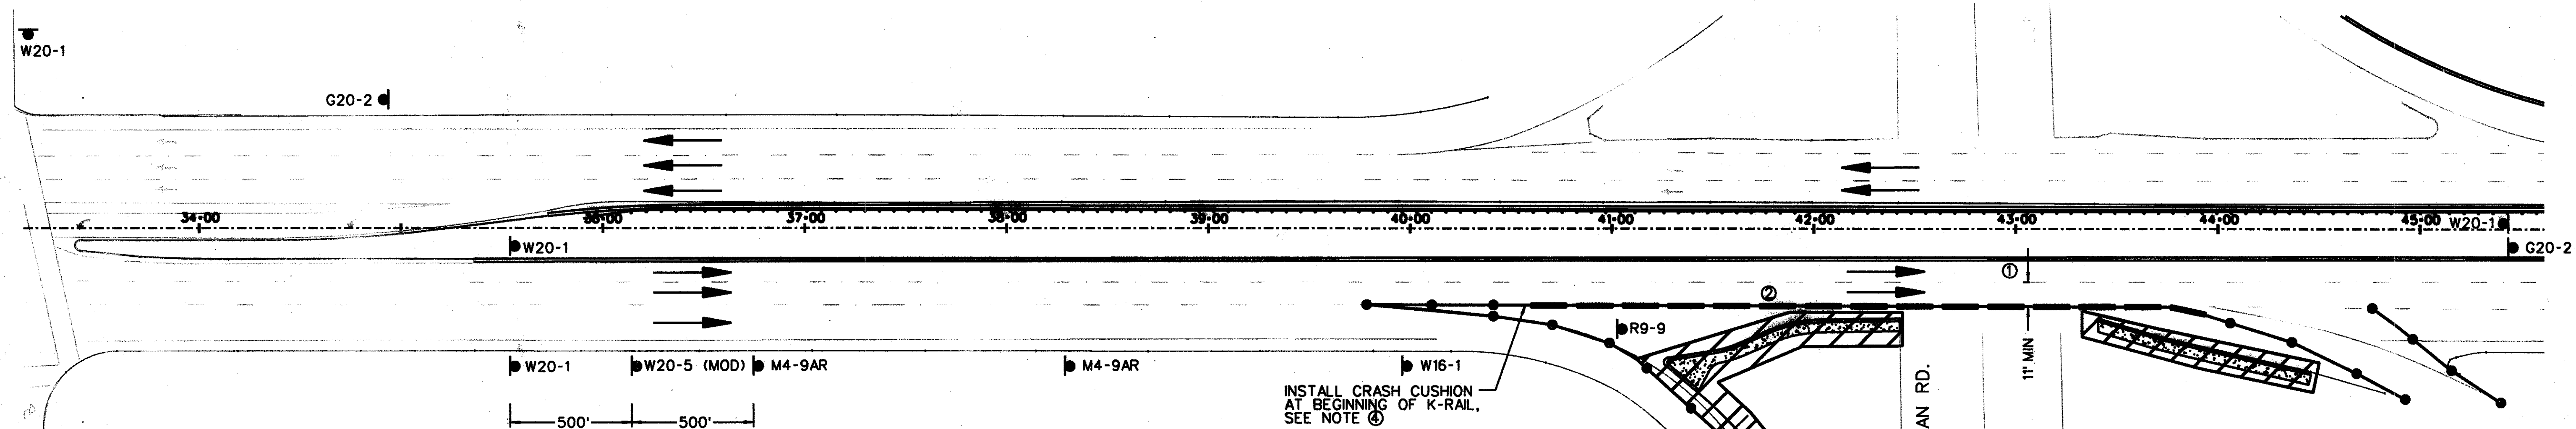 W20-1
G20-2
34+00
36+00
37+00
38+00
39+00
40+00
41+00
42+00
43+00
44+00
45+00
W20-1
W20-1
G20-2
①
②
R9-9
W20-1
W20-5 (MOD)
M4-9AR
M4-9AR
W16-1
INSTALL CRASH CUSHION
AT BEGINNING OF K-RAIL,
SEE NOTE ④
11' MIN
AN RD.
500'
500'